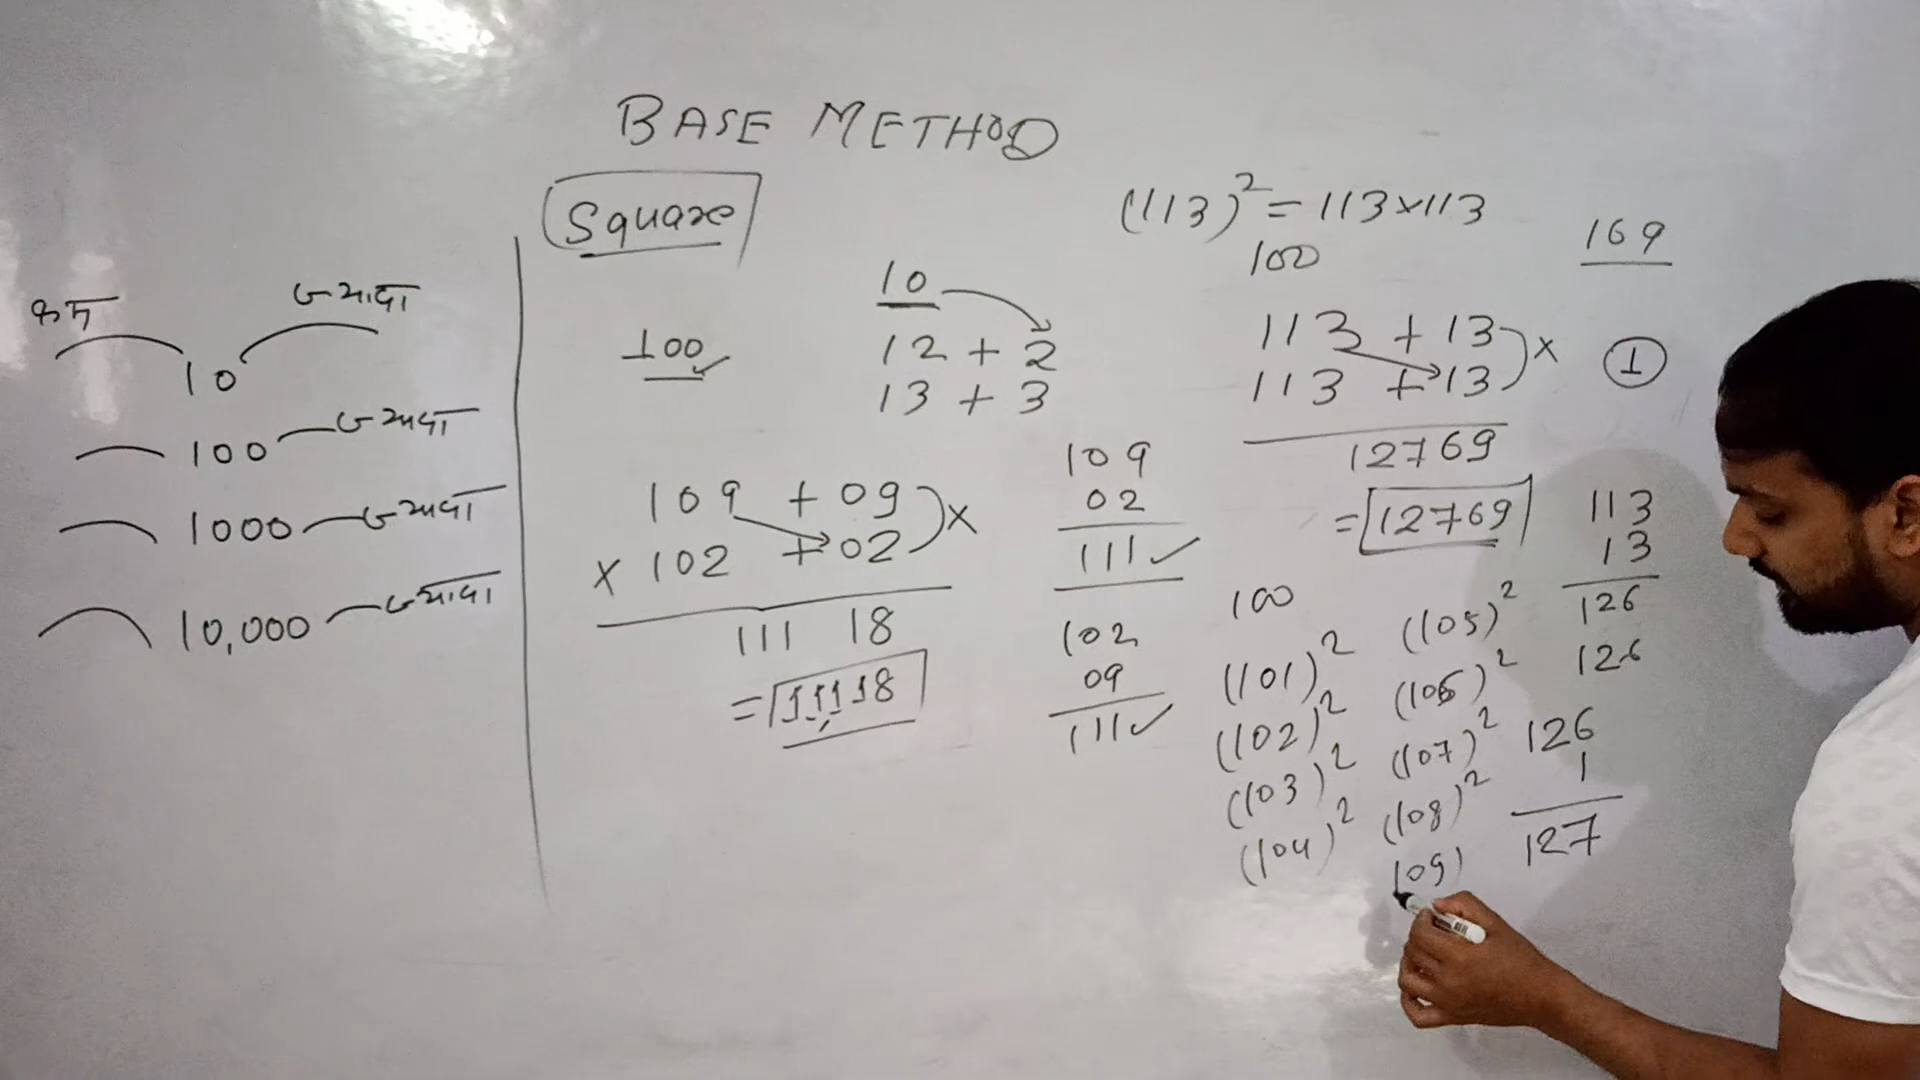 BASE METHOD
Square
(113)² = 113×113
100
169
कम
ज्यादा
10
100
ज्यादा
1000
ज्यादा
10,000
ज्यादा
100
10
12 + 2
13 + 3
109 + 09
× 102 + 02
×
111 18
= 11118
109
02
111
102
09
111
113 + 13
113 + 13
×
1
12769
= 12769
113
13
126
126
126
1
127
100
(101)²
(102)²
(103)²
(104)²
(105)²
(106)²
(107)²
(108)²
109)